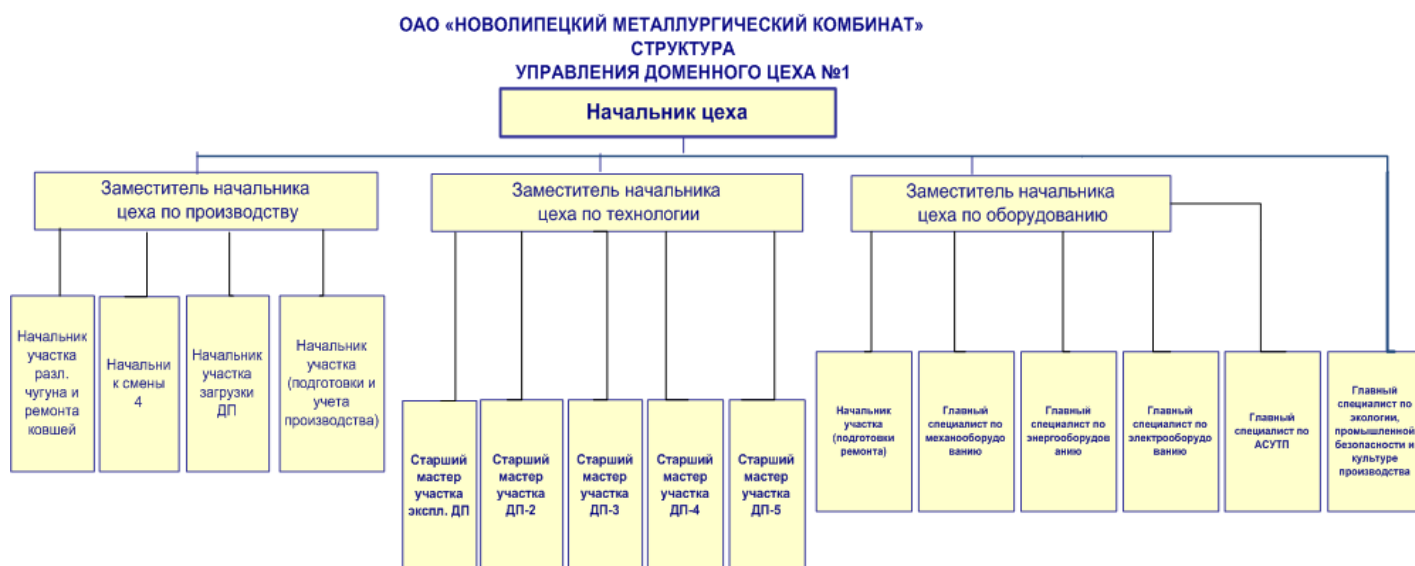 ОАО «НОВОЛИПЕЦКИЙ МЕТАЛЛУРГИЧЕСКИЙ КОМБИНАТ»
СТРУКТУРА
УПРАВЛЕНИЯ ДОМЕННОГО ЦЕХА №1
Начальник цеха
Заместитель начальника
цеха по производству
Заместитель начальника
цеха по технологии
Заместитель начальника
цеха по оборудованию
Начальник
участка
разл.
чугуна и
ремонта
ковшей
Начальни
к смены
4
Начальник
участка
загрузки
ДП
Начальник
участка
(подготовки и
учета
производства)
Старший
мастер
участка
экспл. ДП
Старший
мастер
участка
ДП-2
Старший
мастер
участка
ДП-3
Старший
мастер
участка
ДП-4
Старший
мастер
участка
ДП-5
Начальник
участка
(подготовки
ремонта)
Главный
специалист по
механооборудо
ванию
Главный
специалист по
энергооборудов
анию
Главный
специалист по
электрооборудо
ванию
Главный
специалист по
АСУТП
Главный
специалист по
экологии,
промышленной
безопасности и
культуре
производства